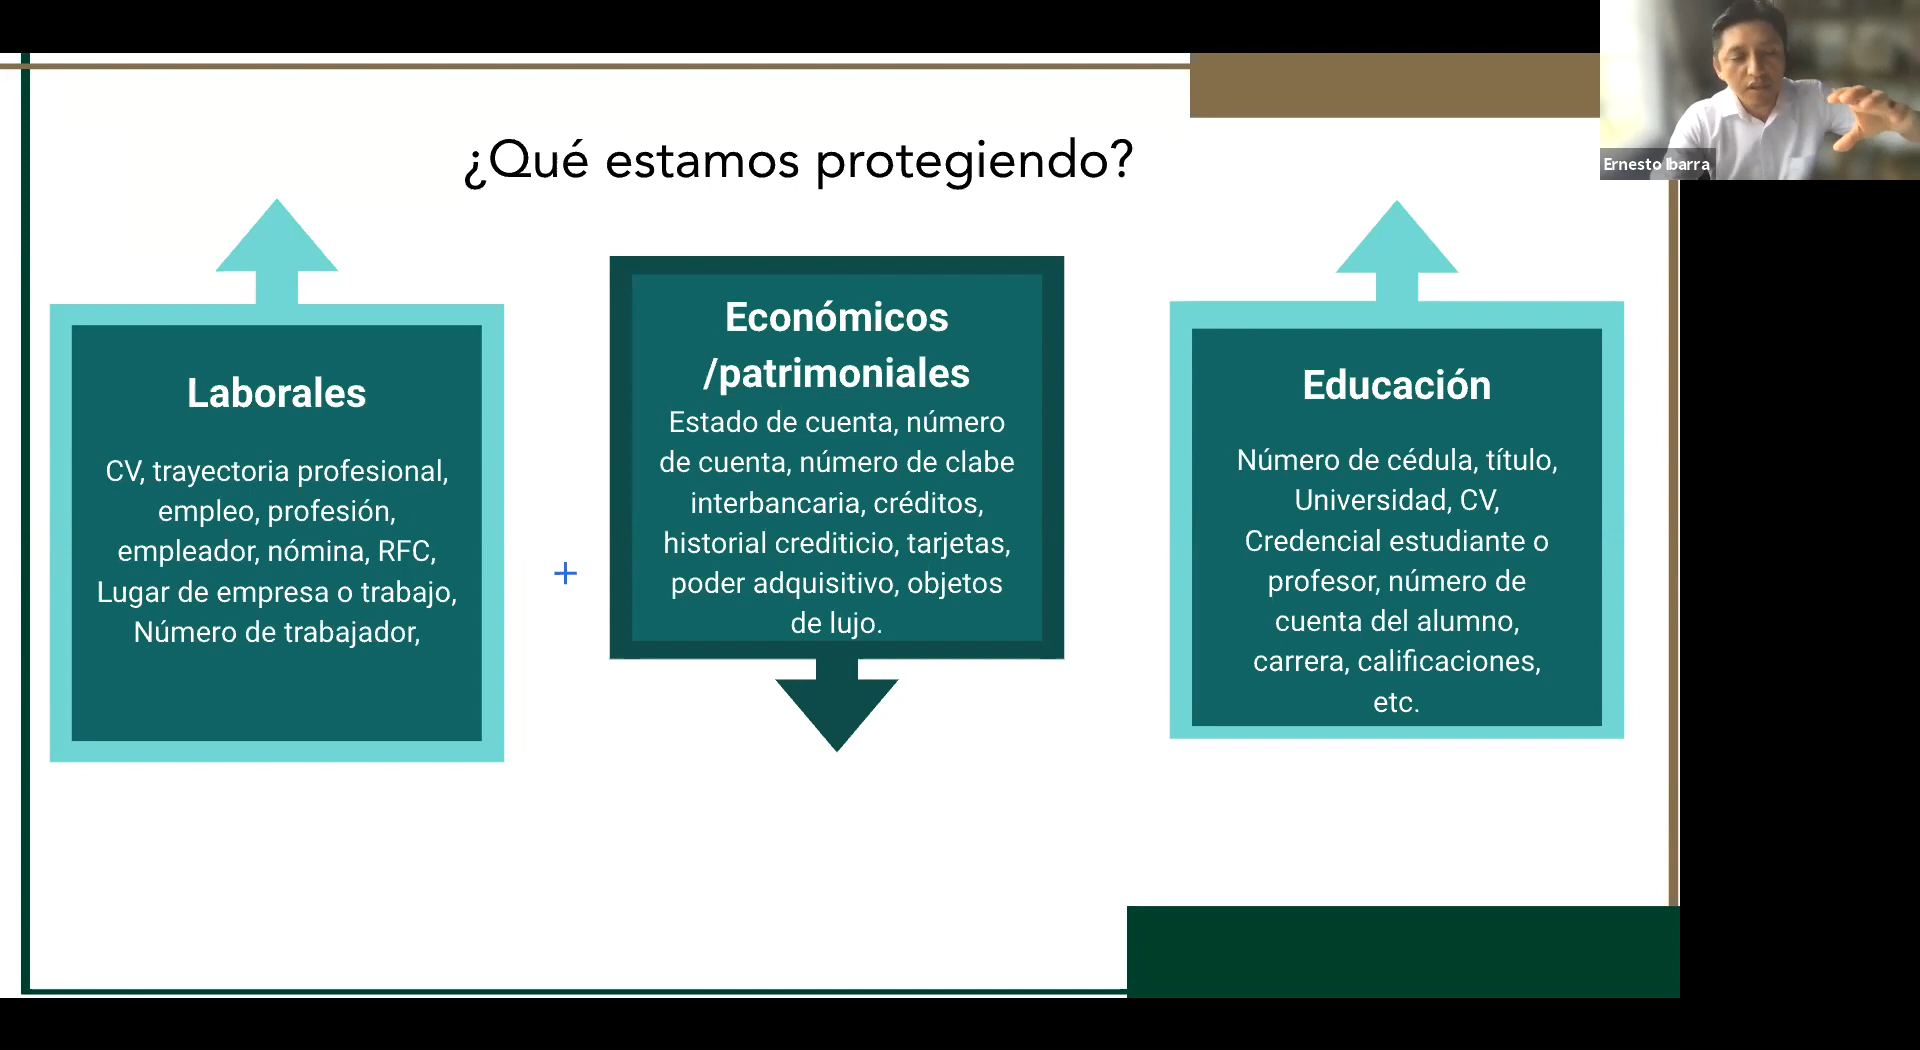 ¿Qué estamos protegiendo?
Ernesto Ibarra
Laborales
CV, trayectoria profesional,
empleo, profesión,
empleador, nómina, RFC,
Lugar de empresa o trabajo,
Número de trabajador,
Económicos
/patrimoniales
Estado de cuenta, número
de cuenta, número de clabe
interbancaria, créditos,
historial crediticio, tarjetas,
poder adquisitivo, objetos
de lujo.
Educación
Número de cédula, título,
Universidad, CV,
Credencial estudiante o
profesor, número de
cuenta del alumno,
carrera, calificaciones,
etc.